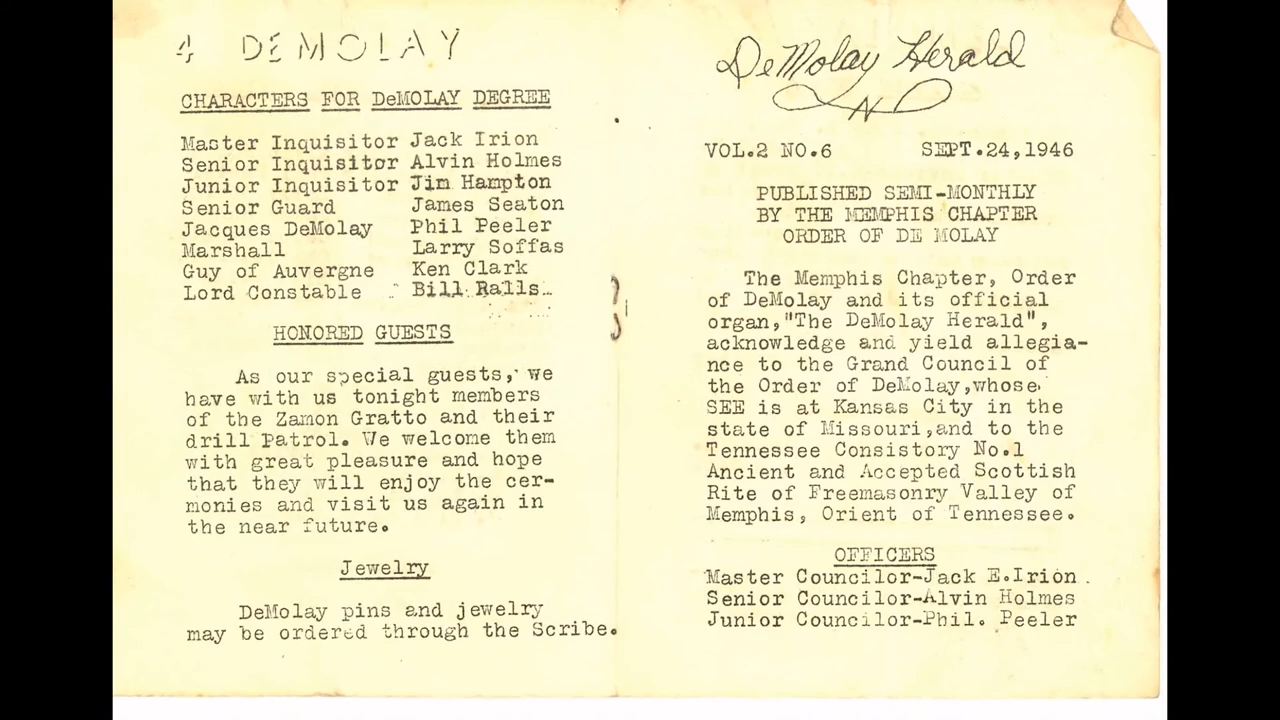 4 DEMOLAY
CHARACTERS FOR DeMOLAY DEGREE
Master Inquisitor Jack Irion
Senior Inquisitor Alvin Holmes
Junior Inquisitor Jim Hampton
Senior Guard James Seaton
Jacques DeMolay Phil Peeler
Marshall Larry Soffas
Guy of Auvergne Ken Clark
Lord Constable Bill Ralls
HONORED GUESTS
As our special guests, we
have with us tonight members
of the Zamon Gratto and their
drill Patrol. We welcome them
with great pleasure and hope
that they will enjoy the cer-
monies and visit us again in
the near future.
Jewelry
DeMolay pins and jewelry
may be ordered through the Scribe.
DeMolay Herald
VOL.2 NO.6 SEPT.24,1946
PUBLISHED SEMI-MONTHLY
BY THE MEMPHIS CHAPTER
ORDER OF DE MOLAY
The Memphis Chapter, Order
of DeMolay and its official
organ,"The DeMolay Herald",
acknowledge and yield allegia-
nce to the Grand Council of
the Order of DeMolay,whose
SEE is at Kansas City in the
state of Missouri,and to the
Tennessee Consistory No.1
Ancient and Accepted Scottish
Rite of Freemasonry Valley of
Memphis, Orient of Tennessee.
OFFICERS
Master Councilor-Jack E.Irion.
Senior Councilor-Alvin Holmes
Junior Councilor-Phil. Peeler